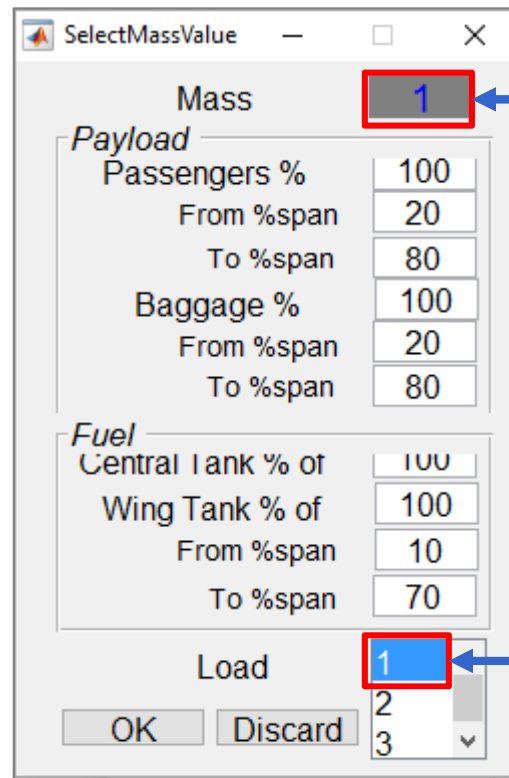 SelectMassValue
Mass 1
Payload
Passengers % 100
From %span 20
To %span 80
Baggage % 100
From %span 20
To %span 80
Fuel
Central Tank % of 100
Wing Tank % of 100
From %span 10
To %span 70
Load 1
2
3
OK Discard